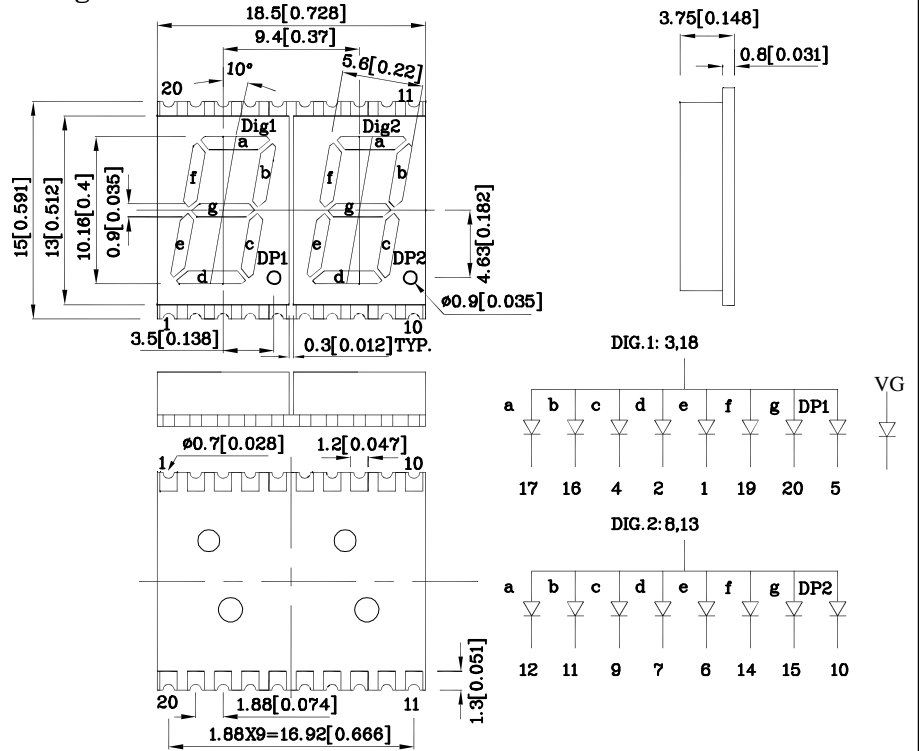 18.5[0.728]
9.4[0.37]
10°
5.6[0.22]
20
11
Dig1
Dig2
a
b
f
g
e
c
d
DP1
a
b
f
g
e
c
d
DP2
15[0.591]
13[0.512]
10.16[0.4]
0.9[0.035]
4.63[0.182]
ø0.9[0.035]
1
10
3.5[0.138]
0.3[0.012]TYP.
3.75[0.148]
0.8[0.031]
ø0.7[0.028]
1.2[0.047]
1
10
20
11
1.88[0.074]
1.88X9=16.92[0.666]
1.3[0.051]
DIG.1: 3,18
VG
a b c d e f g DP1
17 16 4 2 1 19 20 5
DIG.2: 8,13
a b c d e f g DP2
12 11 9 7 6 14 15 10